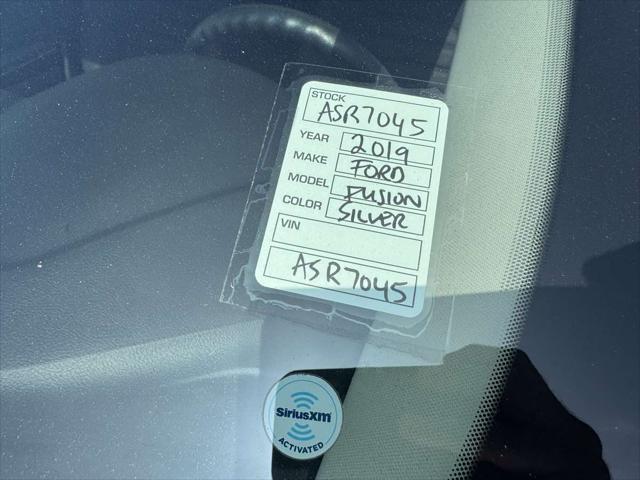 STOCK
ASR7045
YEAR 2019
MAKE FORD
MODEL FUSION
COLOR SILVER
VIN
ASR7045
SiriusXM
ACTIVATED